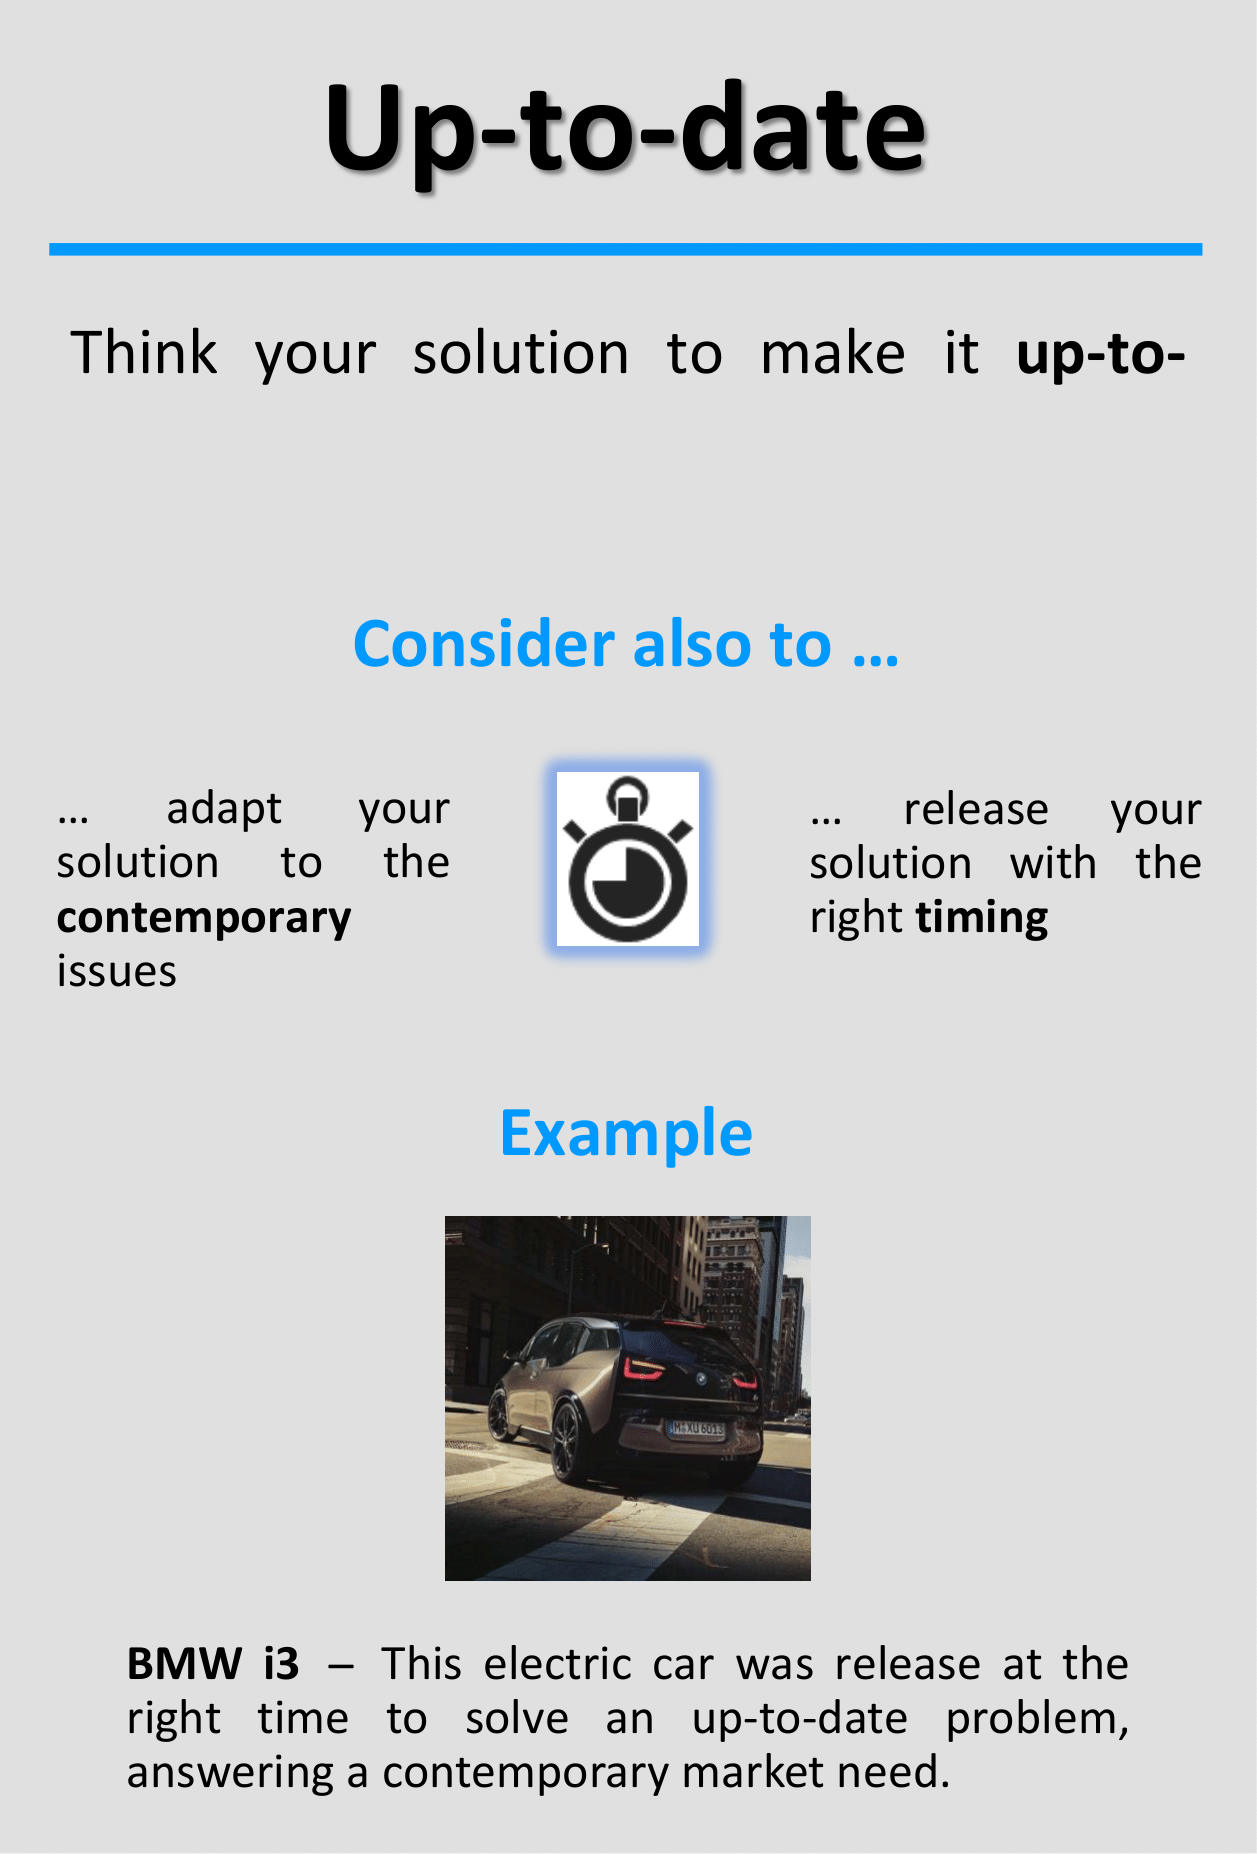 Up-to-date
Think your solution to make it up-to-
Consider also to …
… adapt your
solution to the
contemporary
issues
… release your
solution with the
right timing
Example
M XU 6013
BMW i3 – This electric car was release at the
right time to solve an up-to-date problem,
answering a contemporary market need.